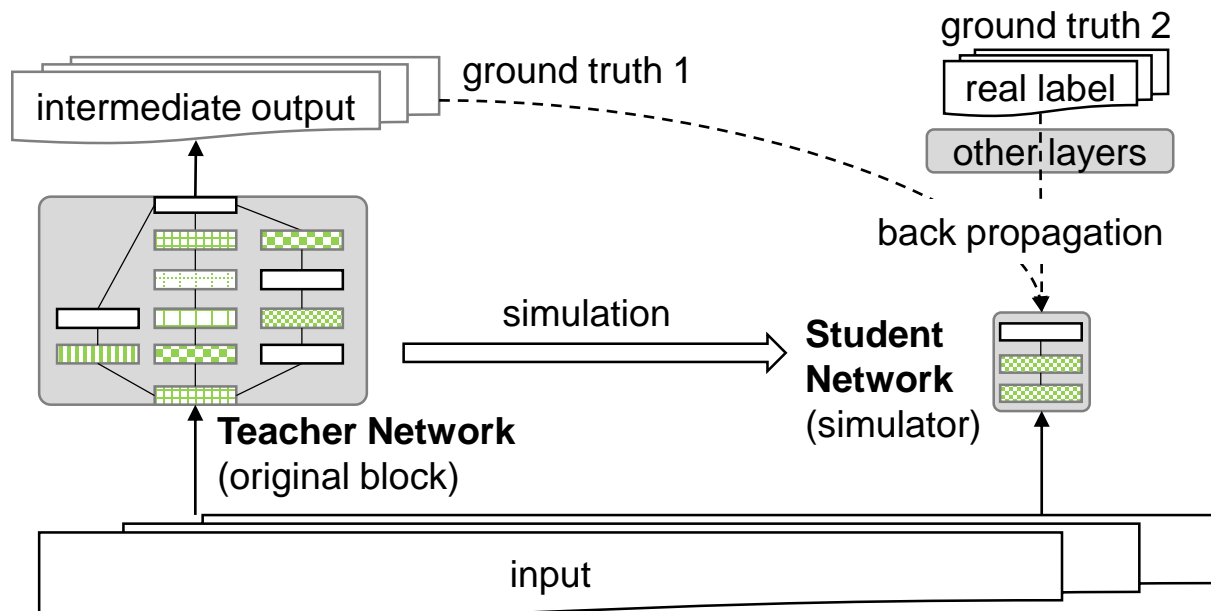 ground truth 2
ground truth 1
real label
intermediate output
other layers
back propagation
simulation
Student
Network
(simulator)
Teacher Network
(original block)
input